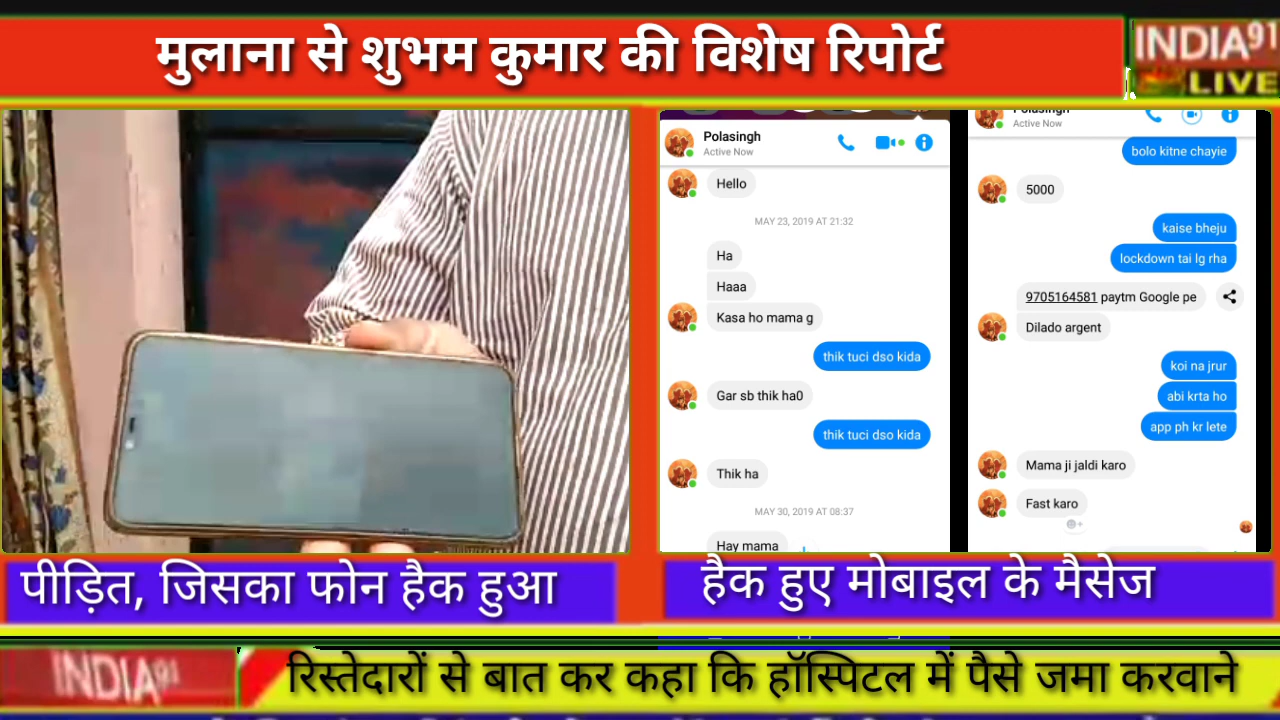 मुलाना से शुभम कुमार की विशेष रिपोर्ट
INDIA91
LIVE
Polasingh
Active Now
Hello
MAY 23, 2019 AT 21:32
Ha
Haaa
Kasa ho mama g
thik tuci dso kida
Gar sb thik ha0
thik tuci dso kida
Thik ha
MAY 30, 2019 AT 08:37
Hay mama
Polasingh
Active Now
bolo kitne chayie
5000
kaise bheju
lockdown tai lg rha
9705164581 paytm Google pe
Dilado argent
koi na jrur
abi krta ho
app ph kr lete
Mama ji jaldi karo
Fast karo
पीड़ित, जिसका फोन हैक हुआ
हैक हुए मोबाइल के मैसेज
INDIA91
रिस्तेदारों से बात कर कहा कि हॉस्पिटल में पैसे जमा करवाने